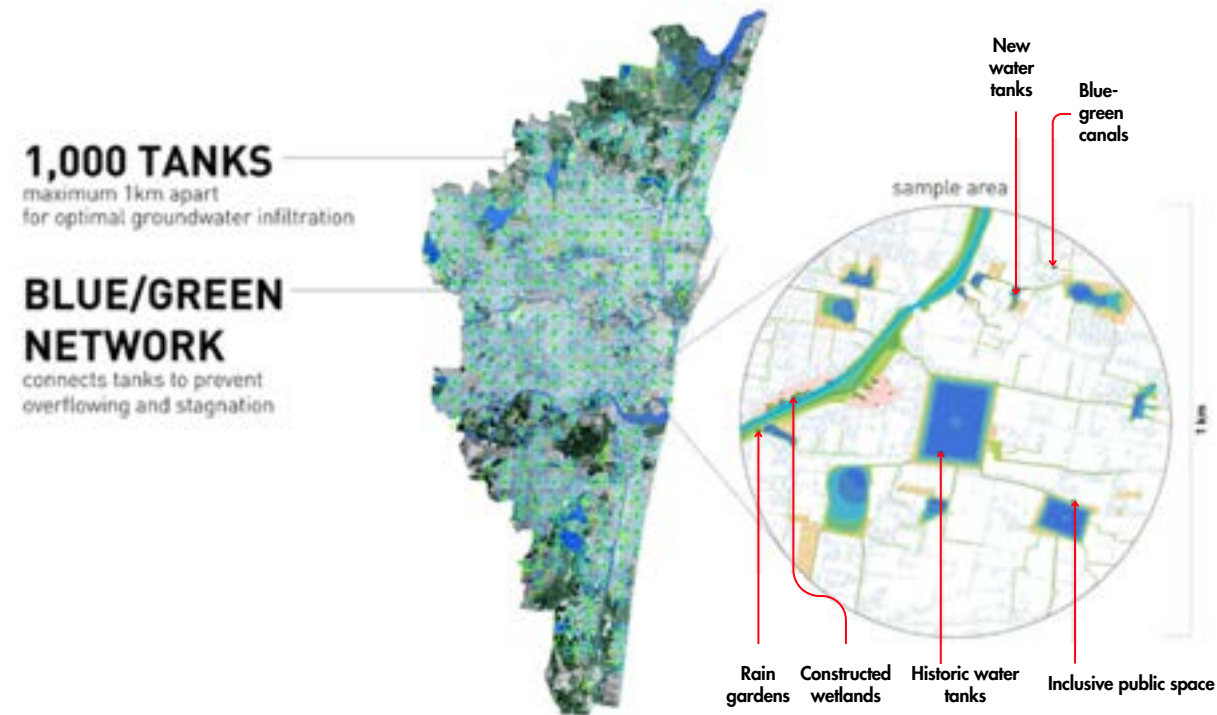 1,000 TANKS
maximum 1km apart
for optimal groundwater infiltration
BLUE/GREEN
NETWORK
connects tanks to prevent
overflowing and stagnation
New
water
tanks
Blue-
green
canals
sample area
1 km
Rain
gardens
Constructed
wetlands
Historic water
tanks
Inclusive public space